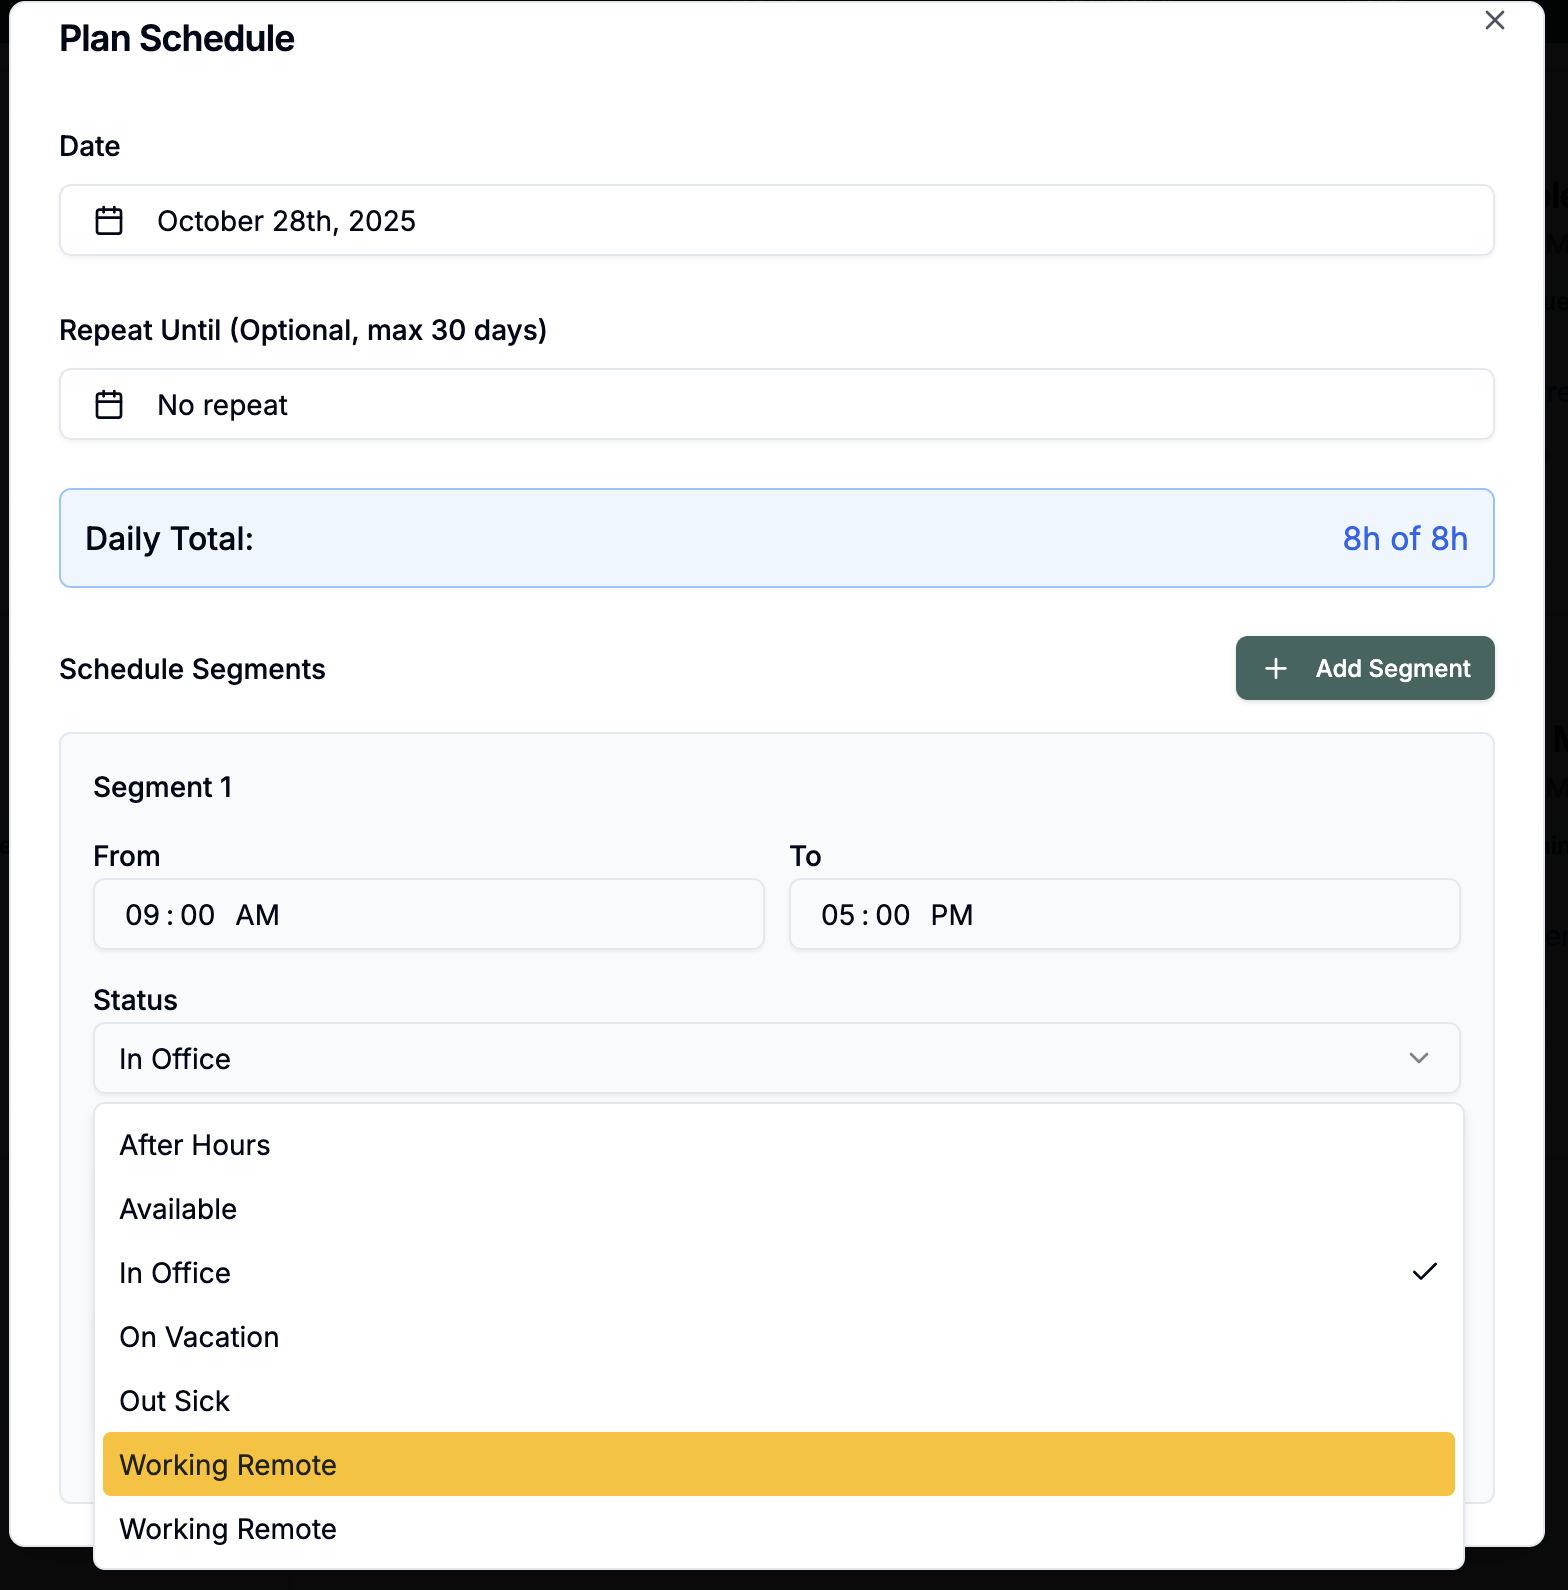 Plan Schedule
Date
October 28th, 2025
Repeat Until (Optional, max 30 days)
No repeat
Daily Total:
8h of 8h
Schedule Segments
Add Segment
Segment 1
From
To
09:00 AM
05:00 PM
Status
In Office
After Hours
Available
In Office
On Vacation
Out Sick
Working Remote
Working Remote